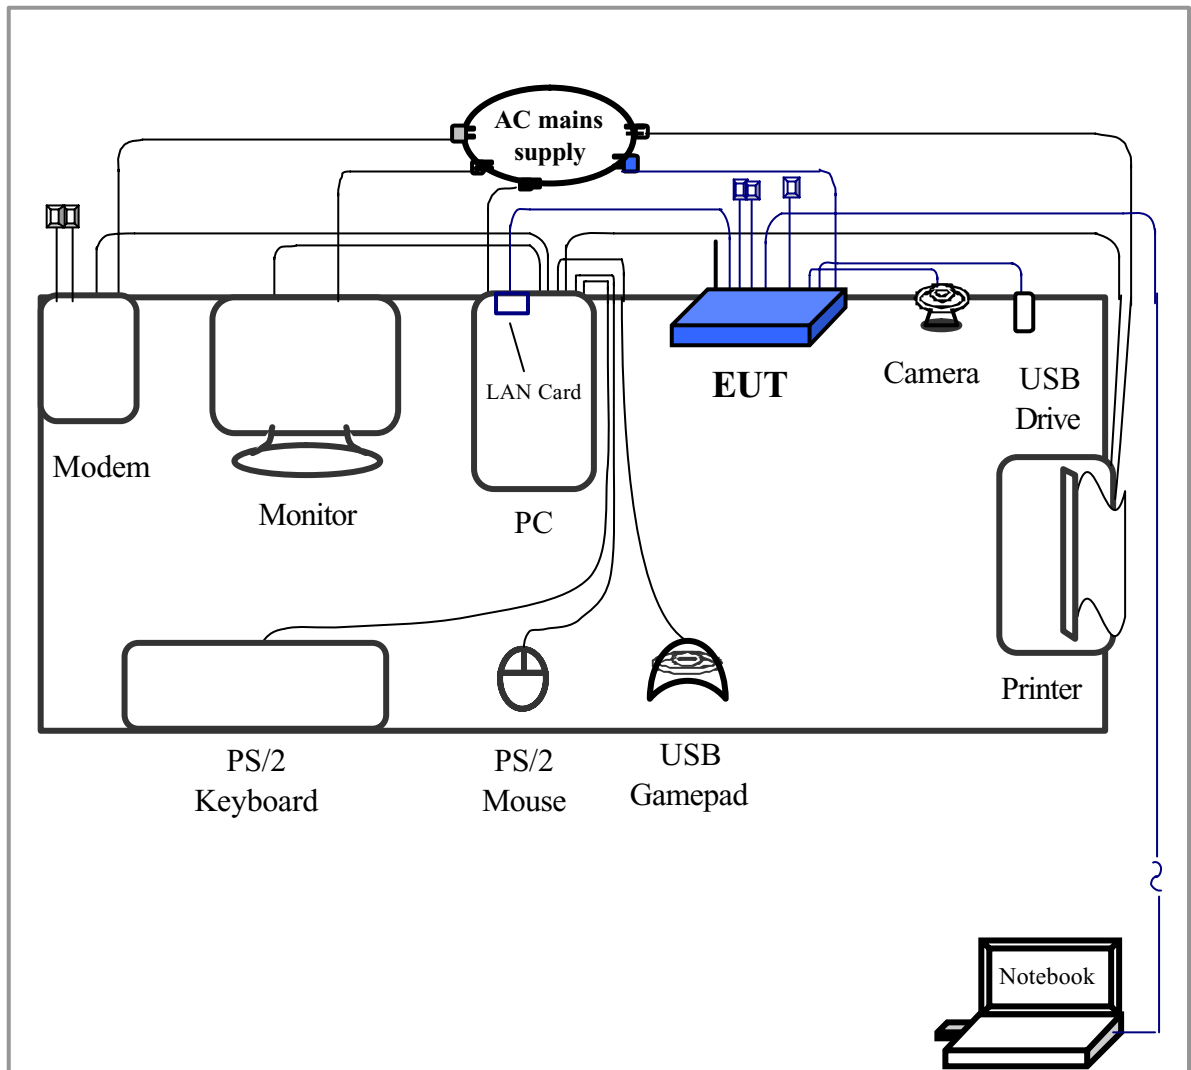 AC mains
supply
LAN Card
EUT
Camera
USB
Drive
Modem
Monitor
PC
Printer
PS/2
Keyboard
PS/2
Mouse
USB
Gamepad
Notebook